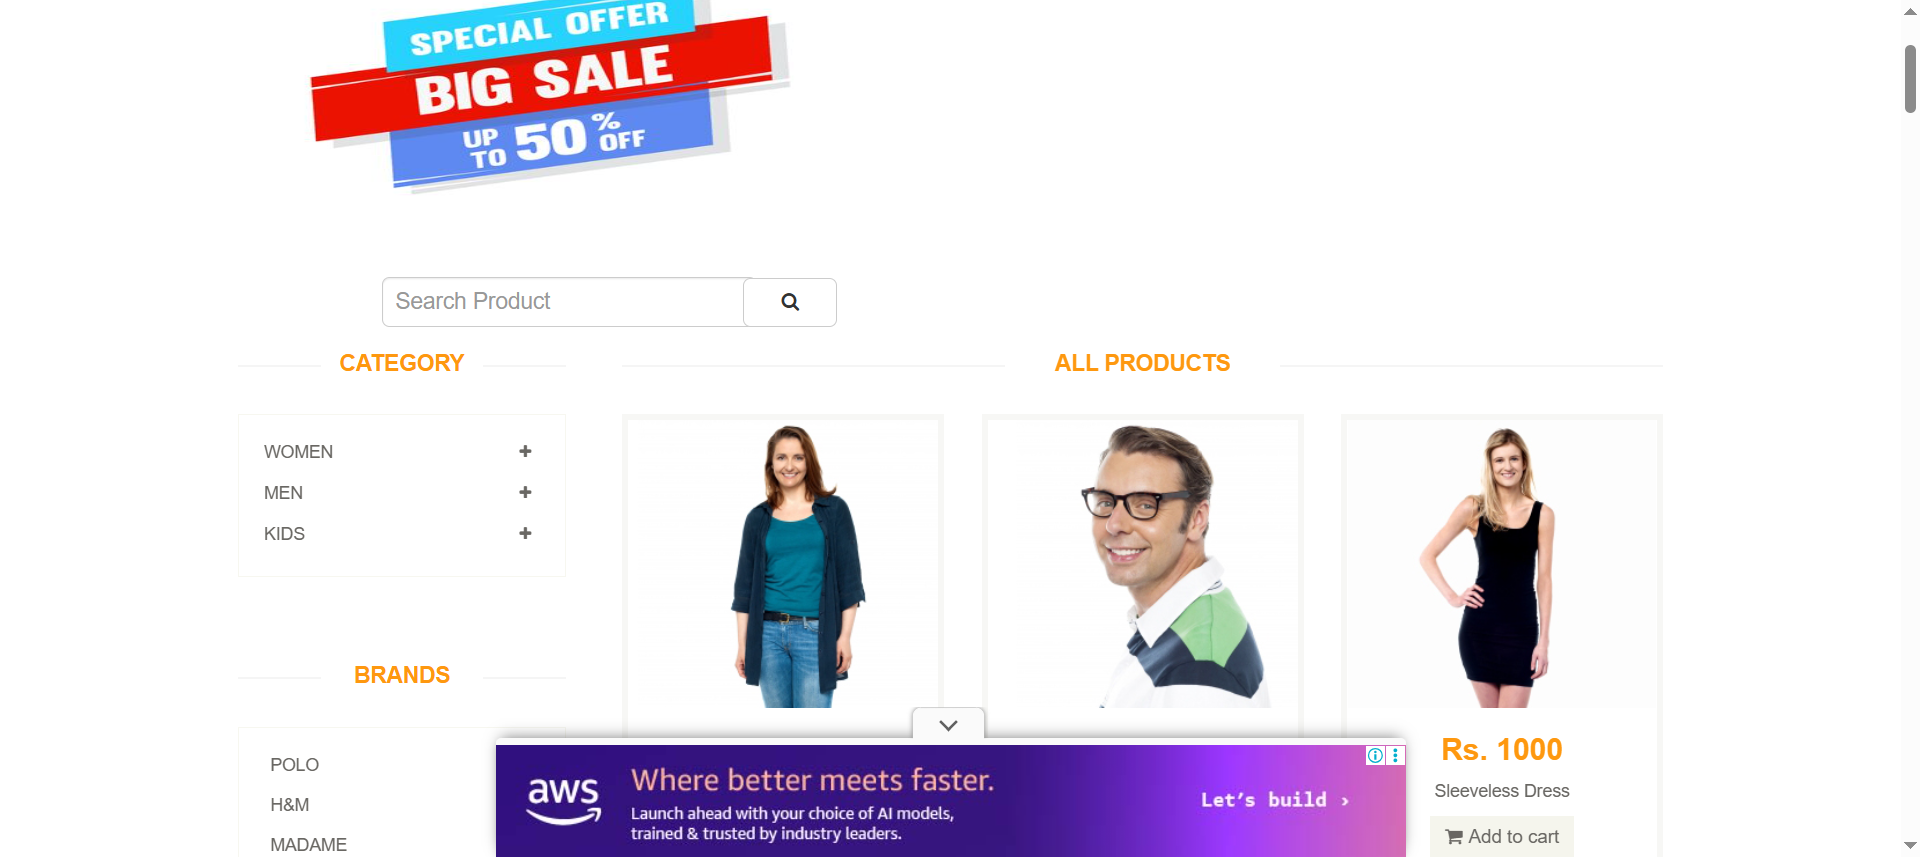 SPECIAL OFFER
BIG SALE
UP TO 50% OFF
Search Product
CATEGORY
WOMEN
MEN
KIDS
BRANDS
POLO
H&M
MADAME
ALL PRODUCTS
Rs. 1000
Sleeveless Dress
Add to cart
aws
Where better meets faster.
Launch ahead with your choice of AI models,
trained & trusted by industry leaders.
Let's build ›